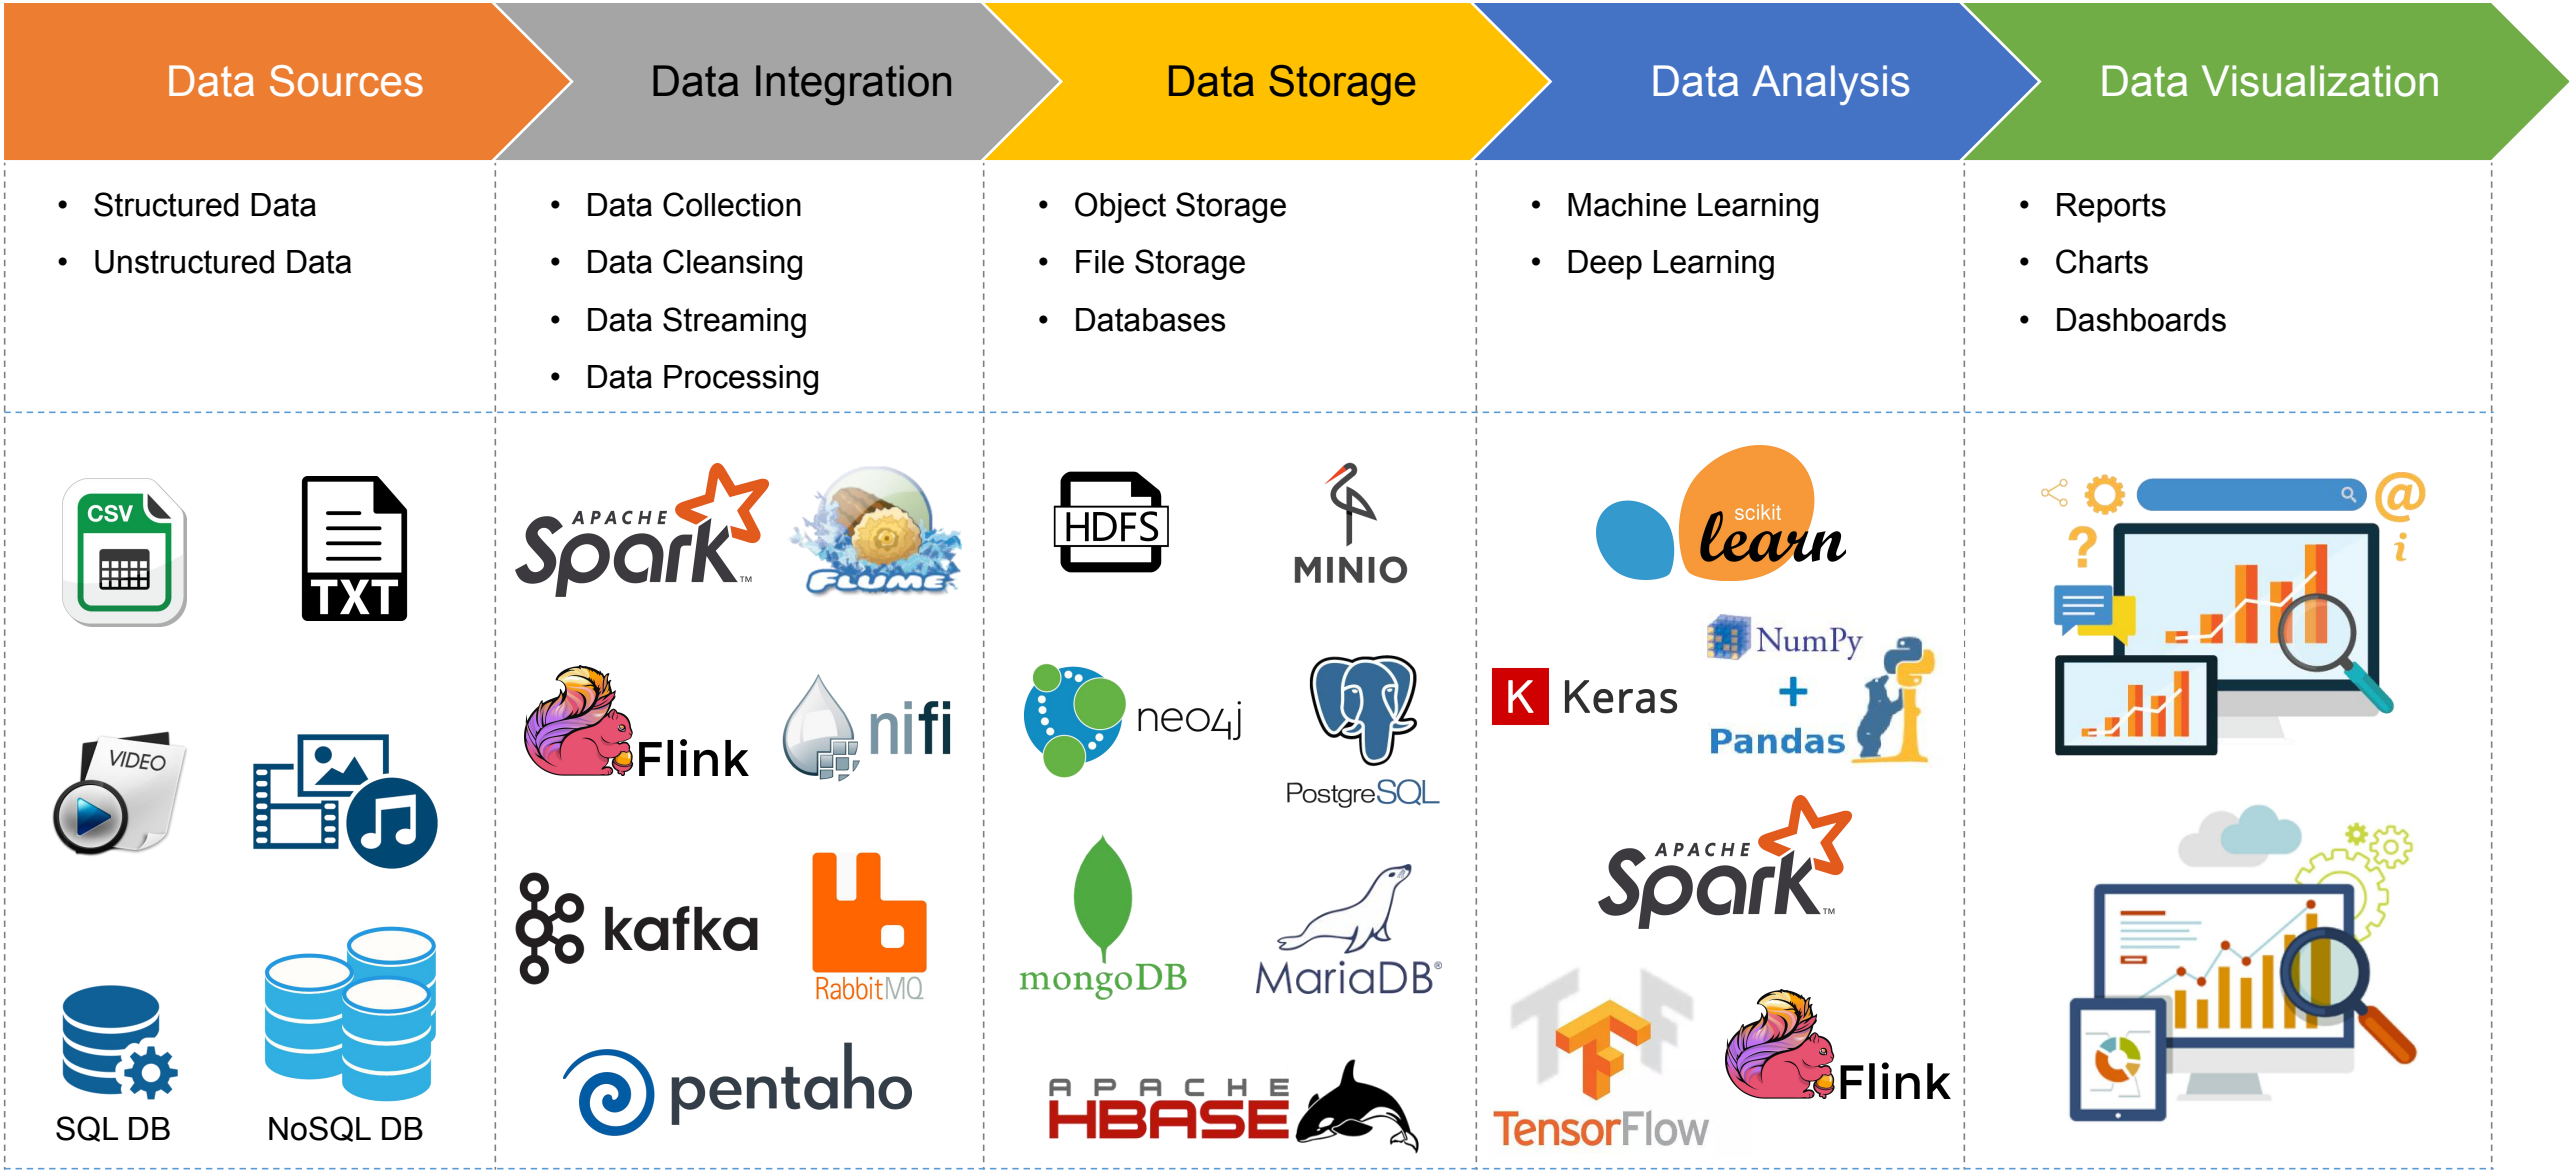 Data Sources
Data Integration
Data Storage
Data Analysis
Data Visualization
• Structured Data
• Unstructured Data
• Data Collection
• Data Cleansing
• Data Streaming
• Data Processing
• Object Storage
• File Storage
• Databases
• Machine Learning
• Deep Learning
• Reports
• Charts
• Dashboards
CSV
TXT
VIDEO
SQL DB
NoSQL DB
APACHE
Spark™
FLUME
Flink
nifi
kafka
RabbitMQ
pentaho
HDFS
MINIO
neo4j
PostgreSQL
mongoDB
MariaDB®
APACHE
HBASE
scikit
learn
K Keras
NumPy
+
Pandas
APACHE
Spark™
TensorFlow
Flink
@
?
i